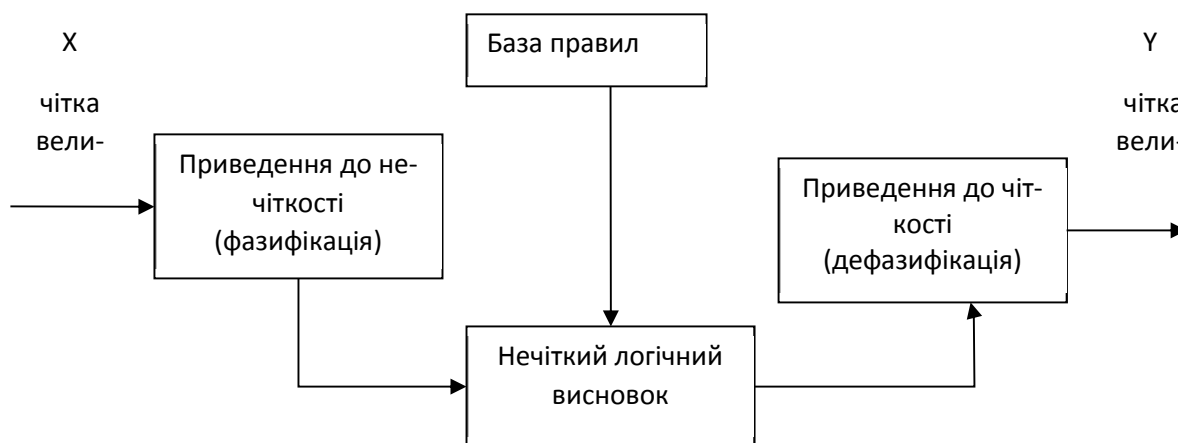 X
чітка
вели-
База правил
Y
чітка
вели-
Приведення до не-
чіткості
(фазифікація)
Приведення до чіт-
кості
(дефазифікація)
Нечіткий логічний
висновок